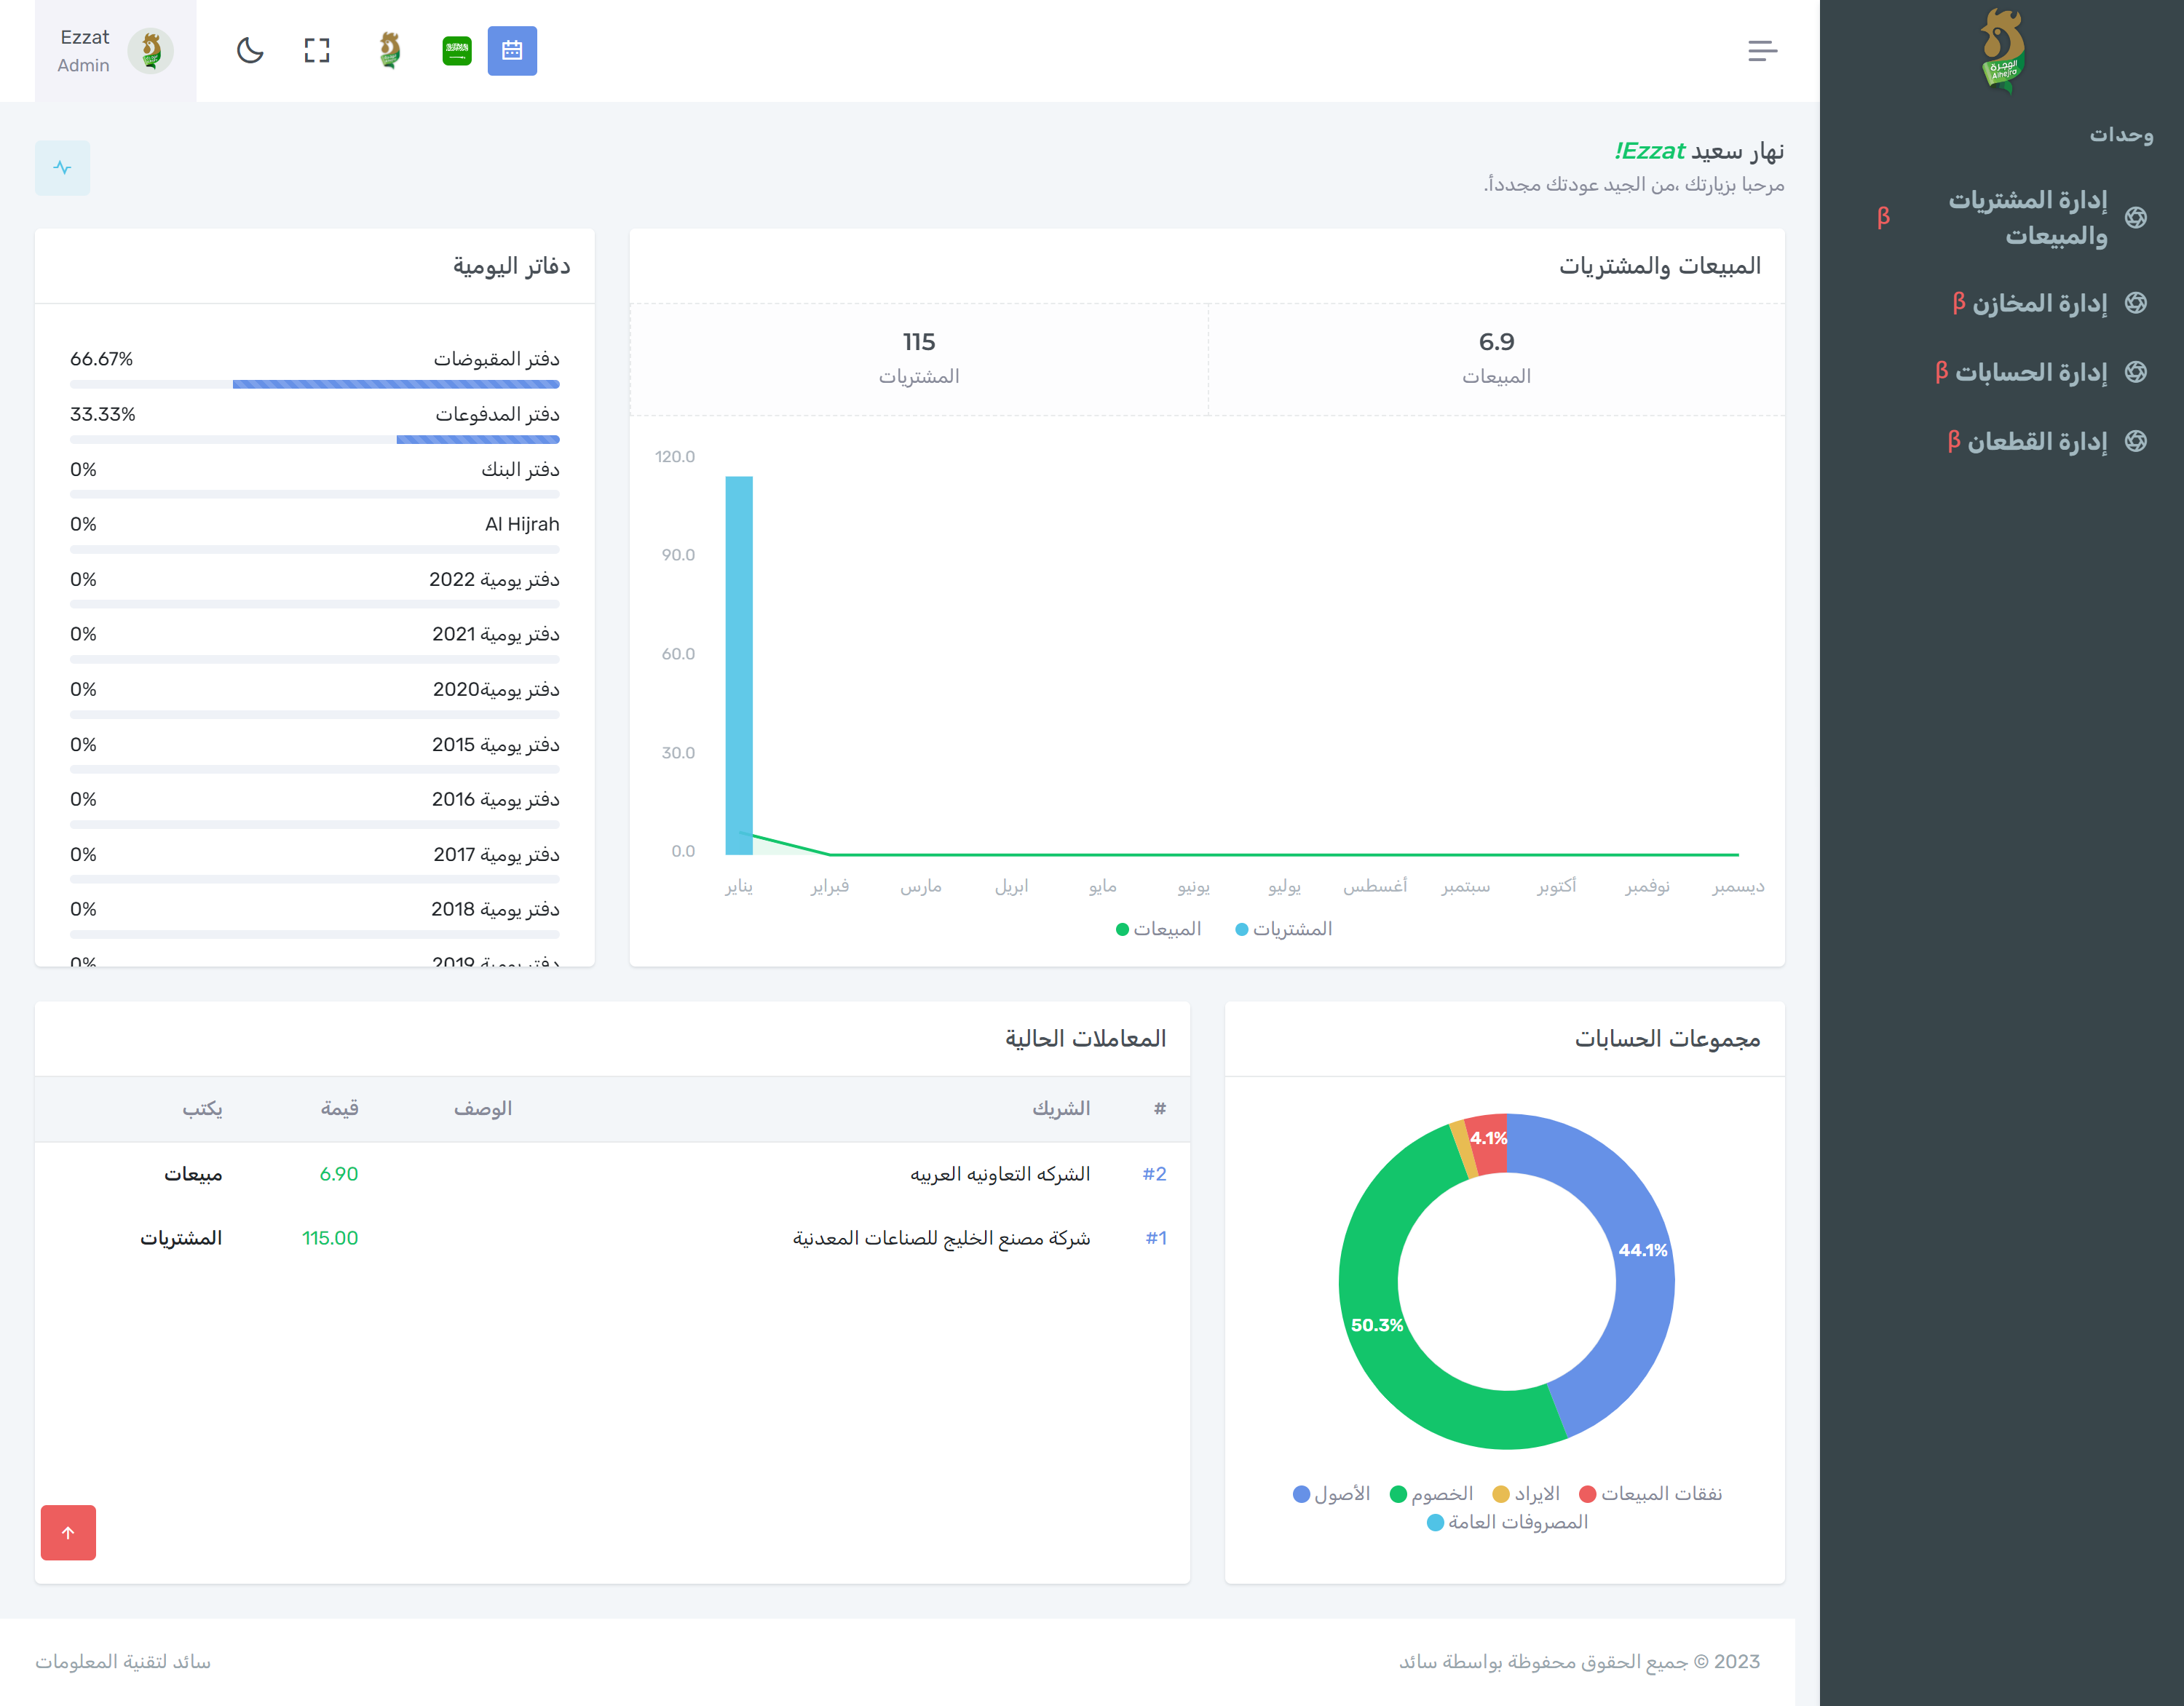 الوجرة
Alhejra
وحدات
إدارة المشتريات
والمبيعات β
إدارة المخازن β
إدارة الحسابات β
إدارة القطعان β
Ezzat
Admin
نهار سعيد Ezzat!
مرحبا بزيارتك ،من الجيد عودتك مجدداً.
المبيعات والمشتريات
6.9
المبيعات
115
المشتريات
120.0
90.0
60.0
30.0
0.0
يناير فبراير مارس ابريل مايو يونيو يوليو أغسطس سبتمبر أكتوبر نوفمبر ديسمبر
المشتريات المبيعات
دفاتر اليومية
دفتر المقبوضات 66.67%
دفتر المدفوعات 33.33%
دفتر البنك 0%
Al Hijrah 0%
دفتر يومية 2022 0%
دفتر يومية 2021 0%
دفتر يومية2020 0%
دفتر يومية 2015 0%
دفتر يومية 2016 0%
دفتر يومية 2017 0%
دفتر يومية 2018 0%
دفتر يومية 2019 0%
مجموعات الحسابات
4.1%
44.1%
50.3%
نفقات المبيعات الايراد الخصوم الأصول
المصروفات العامة
المعاملات الحالية
# الشريك الوصف قيمة يكتب
#2 الشركه التعاونيه العربيه 6.90 مبيعات
#1 شركة مصنع الخليج للصناعات المعدنية 115.00 المشتريات
2023 © جميع الحقوق محفوظة بواسطة سائد
سائد لتقنية المعلومات